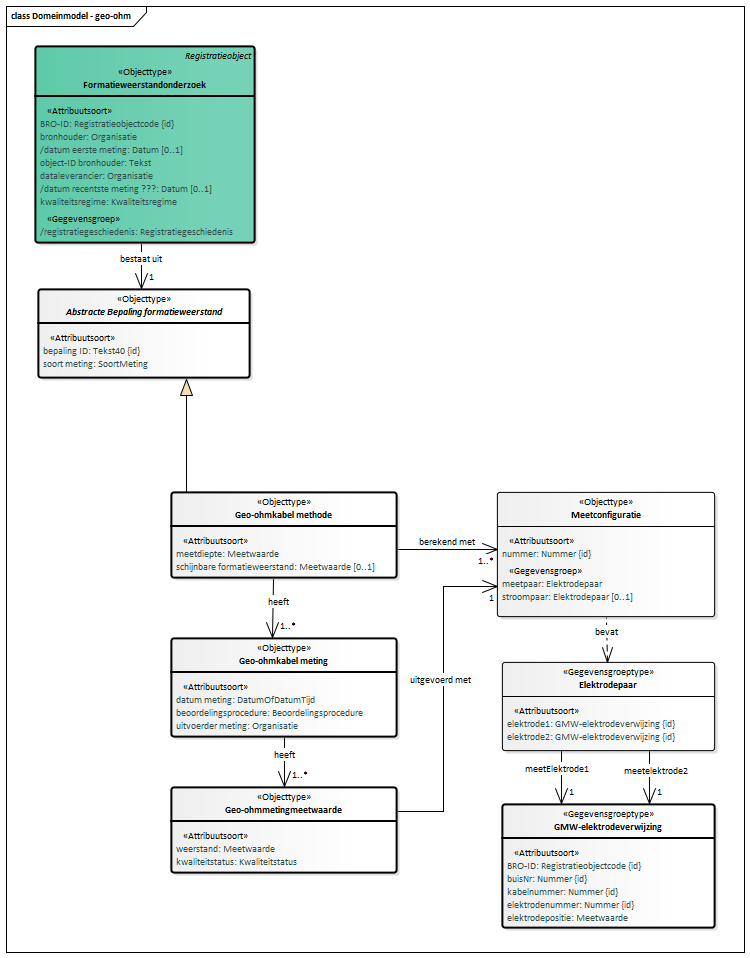 class Domeinmodel - geo-ohm
Registratieobject
«Objecttype»
Formatieweerstandonderzoek
«Attribuutsoort»
BRO-ID: Registratieobjectcode {id}
bronhouder: Organisatie
/datum eerste meting: Datum [0..1]
object-ID bronhouder: Tekst
dataleverancier: Organisatie
/datum recentste meting ???: Datum [0..1]
kwaliteitsregime: Kwaliteitsregime
«Gegevensgroep»
/registratiegeschiedenis: Registratiegeschiedenis
bestaat uit
1
«Objecttype»
Abstracte Bepaling formatieweerstand
«Attribuutsoort»
bepaling ID: Tekst40 {id}
soort meting: SoortMeting
«Objecttype»
Geo-ohmkabel methode
«Attribuutsoort»
meetdiepte: Meetwaarde
schijnbare formatieweerstand: Meetwaarde [0..1]
berekend met
1..*
«Objecttype»
Meetconfiguratie
«Attribuutsoort»
nummer: Nummer {id}
«Gegevensgroep»
meetpaar: Elektrodepaar
stroompaar: Elektrodepaar [0..1]
heeft
1..*
1
bevat
«Objecttype»
Geo-ohmkabel meting
«Attribuutsoort»
datum meting: DatumOfDatumTijd
beoordelingsprocedure: Beoordelingsprocedure
uitvoerder meting: Organisatie
uitgevoerd met
«Gegevensgroeptype»
Elektrodepaar
«Attribuutsoort»
elektrode1: GMW-elektrodeverwijzing {id}
elektrode2: GMW-elektrodeverwijzing {id}
heeft
1..*
meetElektrode1
meetelektrode2
1
1
«Objecttype»
Geo-ohmmetingmeetwaarde
«Attribuutsoort»
weerstand: Meetwaarde
kwaliteitstatus: Kwaliteitstatus
«Gegevensgroeptype»
GMW-elektrodeverwijzing
«Attribuutsoort»
BRO-ID: Registratieobjectcode {id}
buisNr: Nummer {id}
kabelnummer: Nummer {id}
elektrodenummer: Nummer {id}
elektrodepositie: Meetwaarde